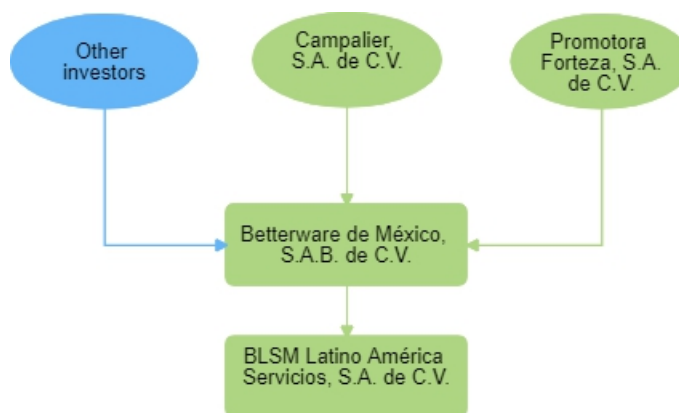 Other
investors
Campalier,
S.A. de C.V.
Promotora
Forteza, S.A.
de C.V.
Betterware de México,
S.A.B. de C.V.
BLSM Latino América
Servicios, S.A. de C.V.